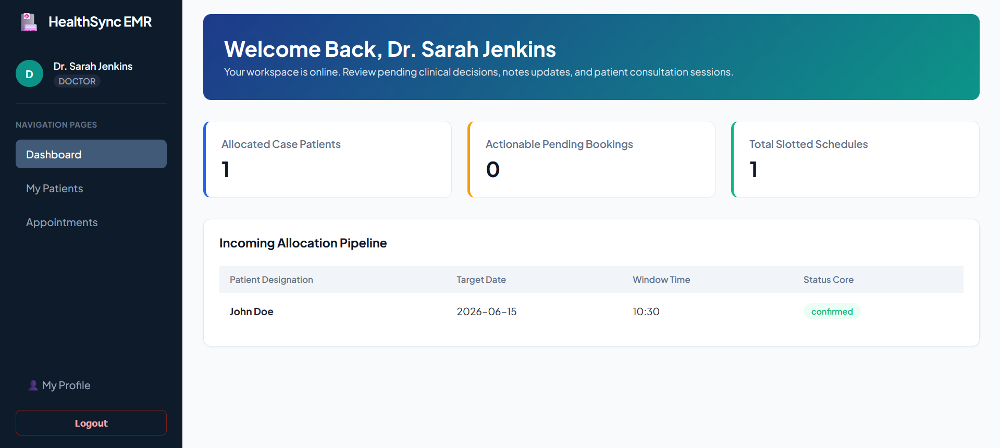 HealthSync EMR
D
Dr. Sarah Jenkins
DOCTOR
NAVIGATION PAGES
Dashboard
My Patients
Appointments
My Profile
Logout
Welcome Back, Dr. Sarah Jenkins
Your workspace is online. Review pending clinical decisions, notes updates, and patient consultation sessions.
Allocated Case Patients
1
Actionable Pending Bookings
0
Total Slotted Schedules
1
Incoming Allocation Pipeline
Patient Designation Target Date Window Time Status Core
John Doe 2026-06-15 10:30 confirmed